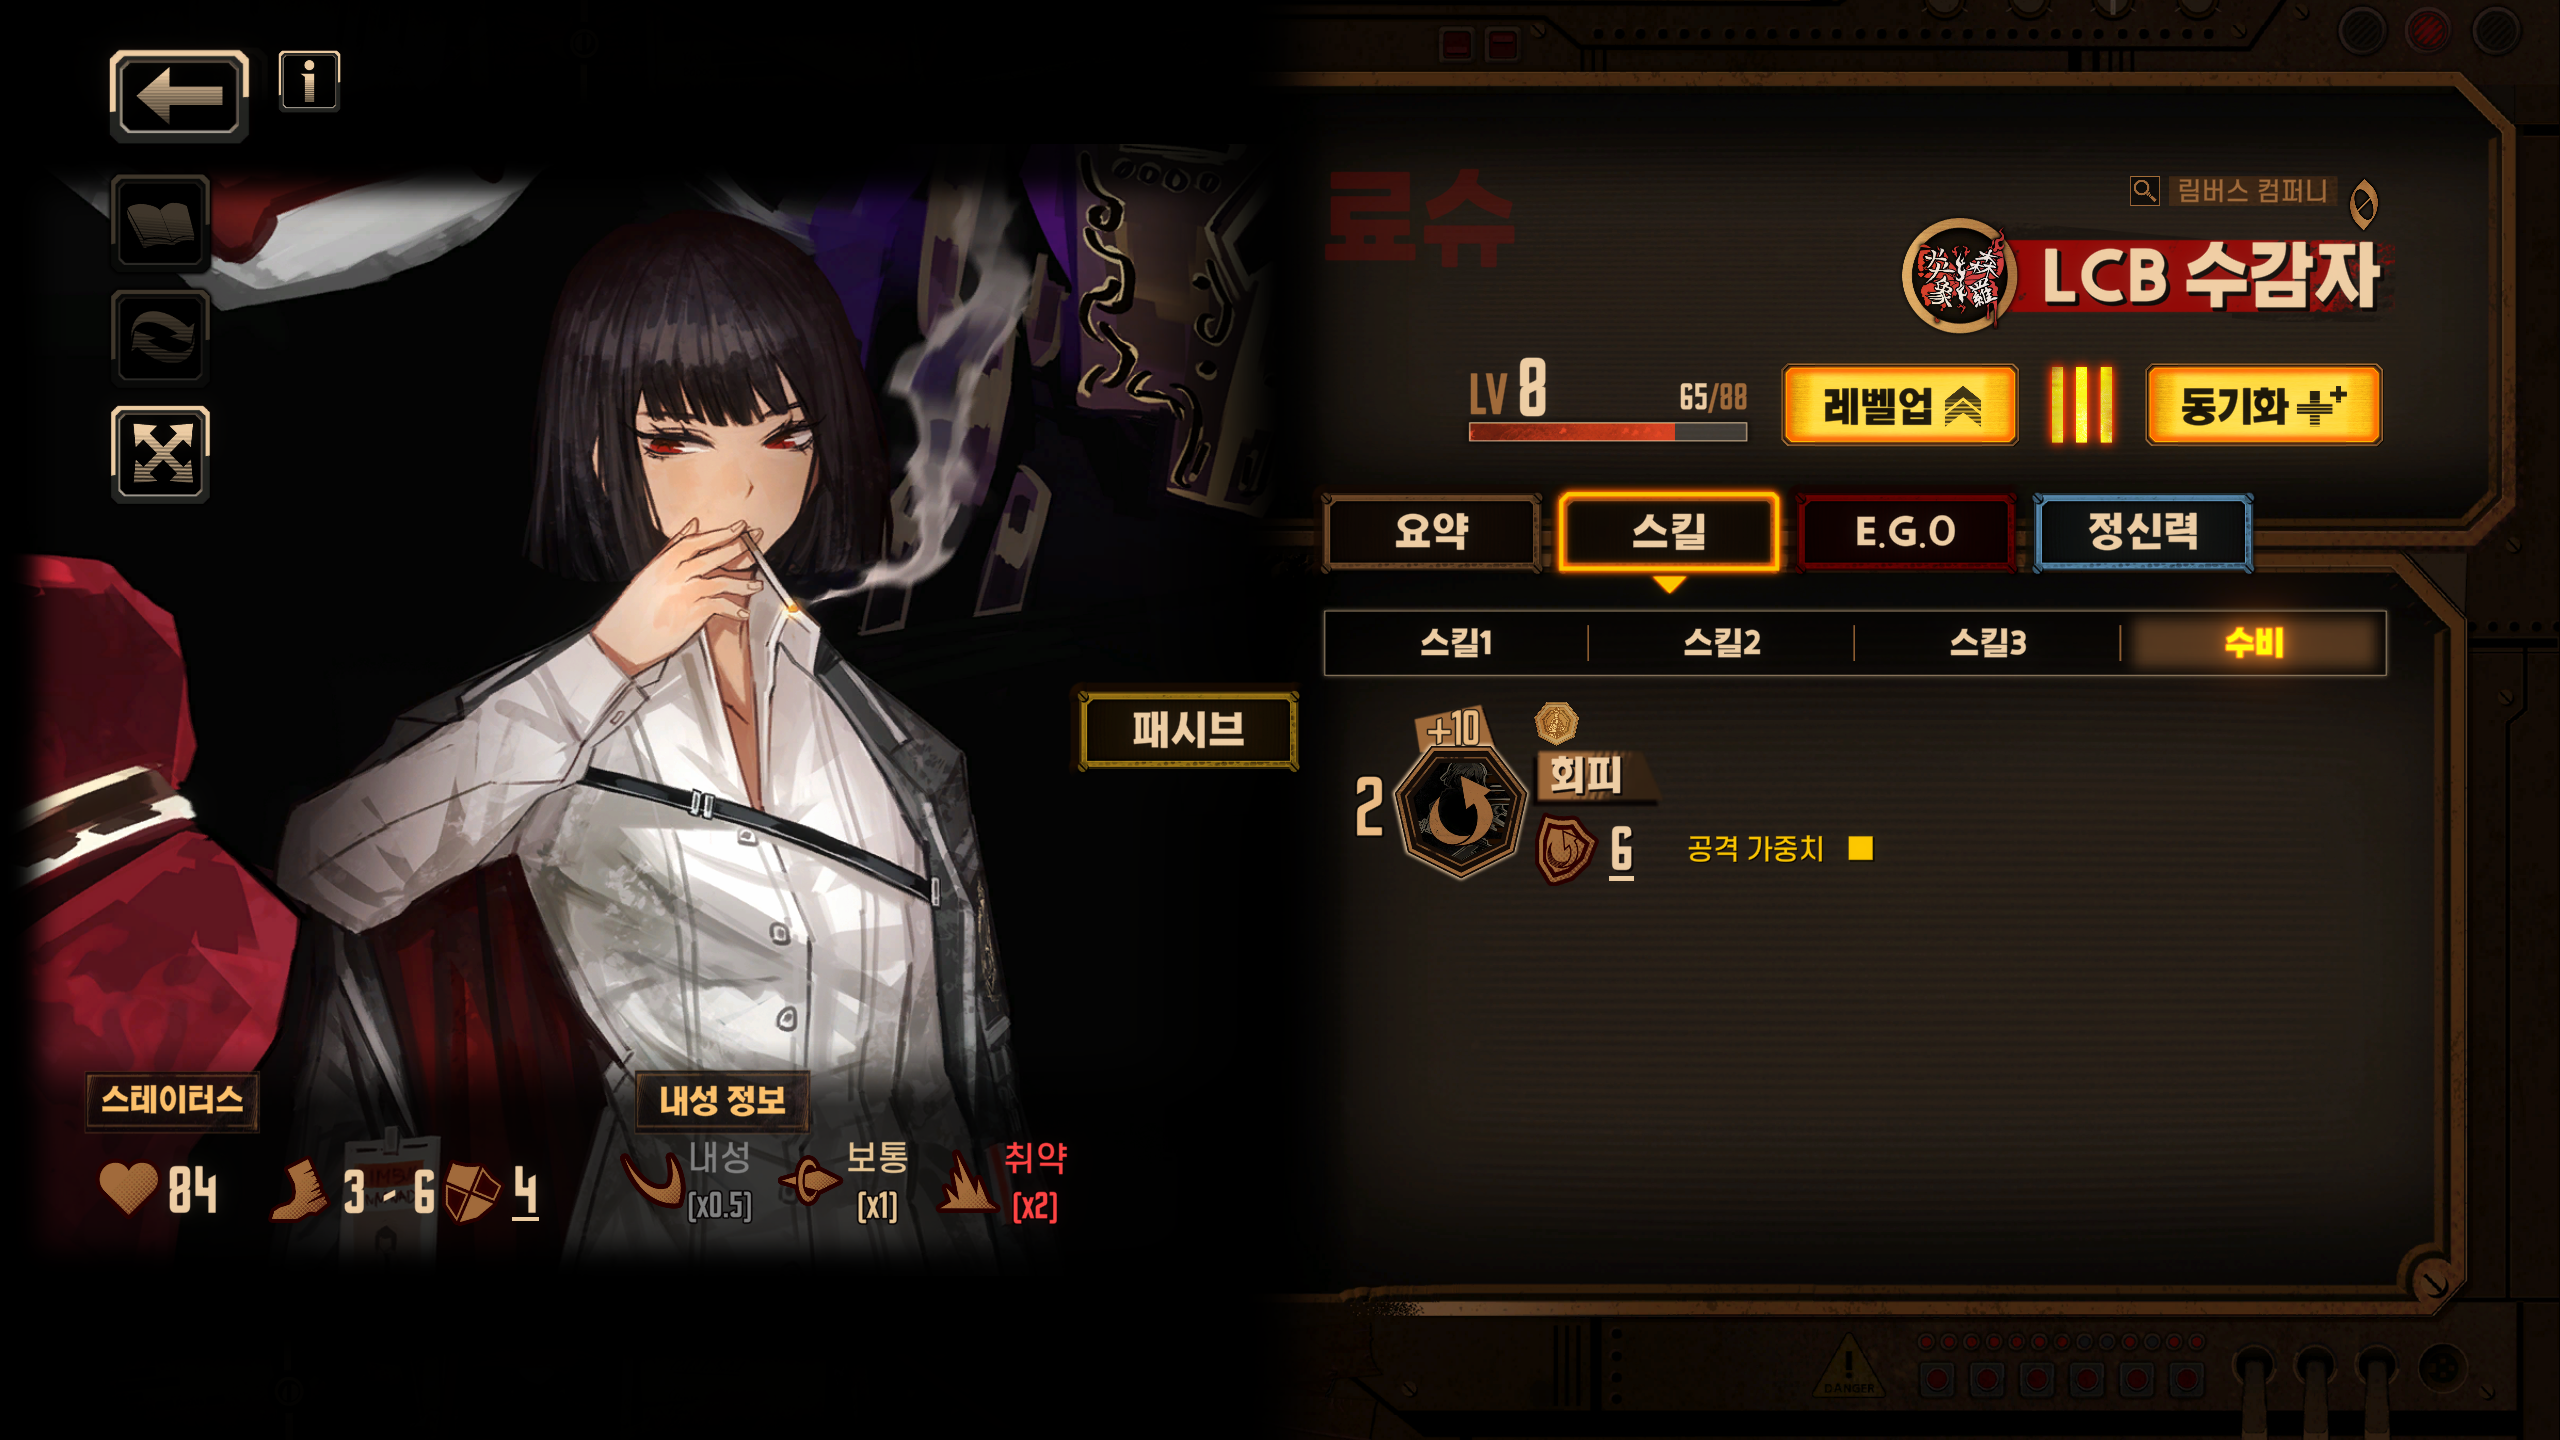 료슈
림버스 컴퍼니
LCB 수감자
LV 8
65/88
레벨업
동기화
요약
스킬
E.G.O
정신력
스킬1
스킬2
스킬3
수비
패시브
+10
2
회피
6
공격 가중치
스테이터스
84
3 - 6
4
내성 정보
내성
[x0.5]
보통
[x1]
취약
[x2]
DANGER